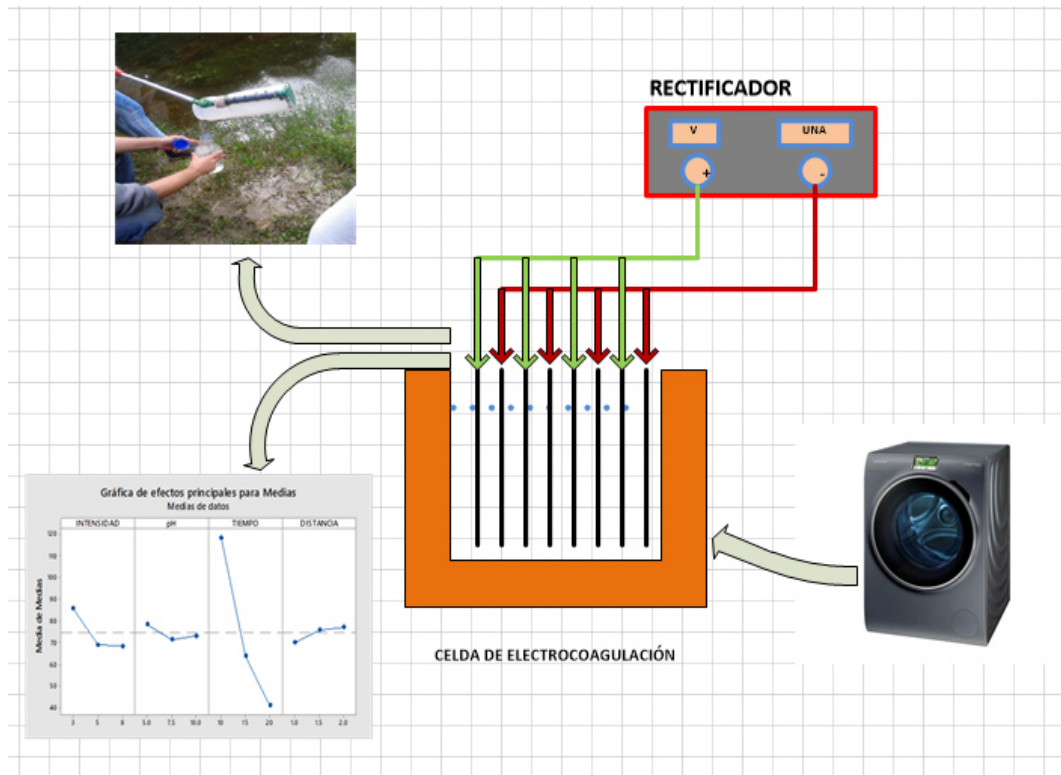 RECTIFICADOR
V UNA
+ -
Gráfica de efectos principales para Medias
Medias de datos
INTENSIDAD pH TIEMPO DISTANCIA
Media de Medias
120
110
100
90
80
70
60
50
40
3 5 8 5.0 7.5 10.0 10 15 20 1.0 1.5 2.0
CELDA DE ELECTROCOAGULACIÓN